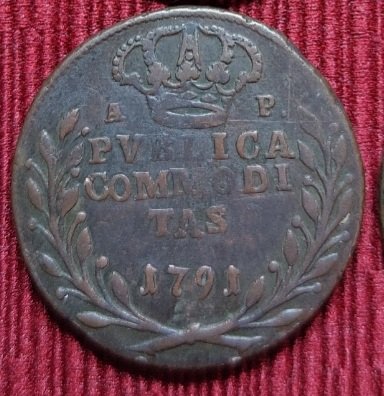 A P.
PVBLICA
COMMODI
TAS
1791